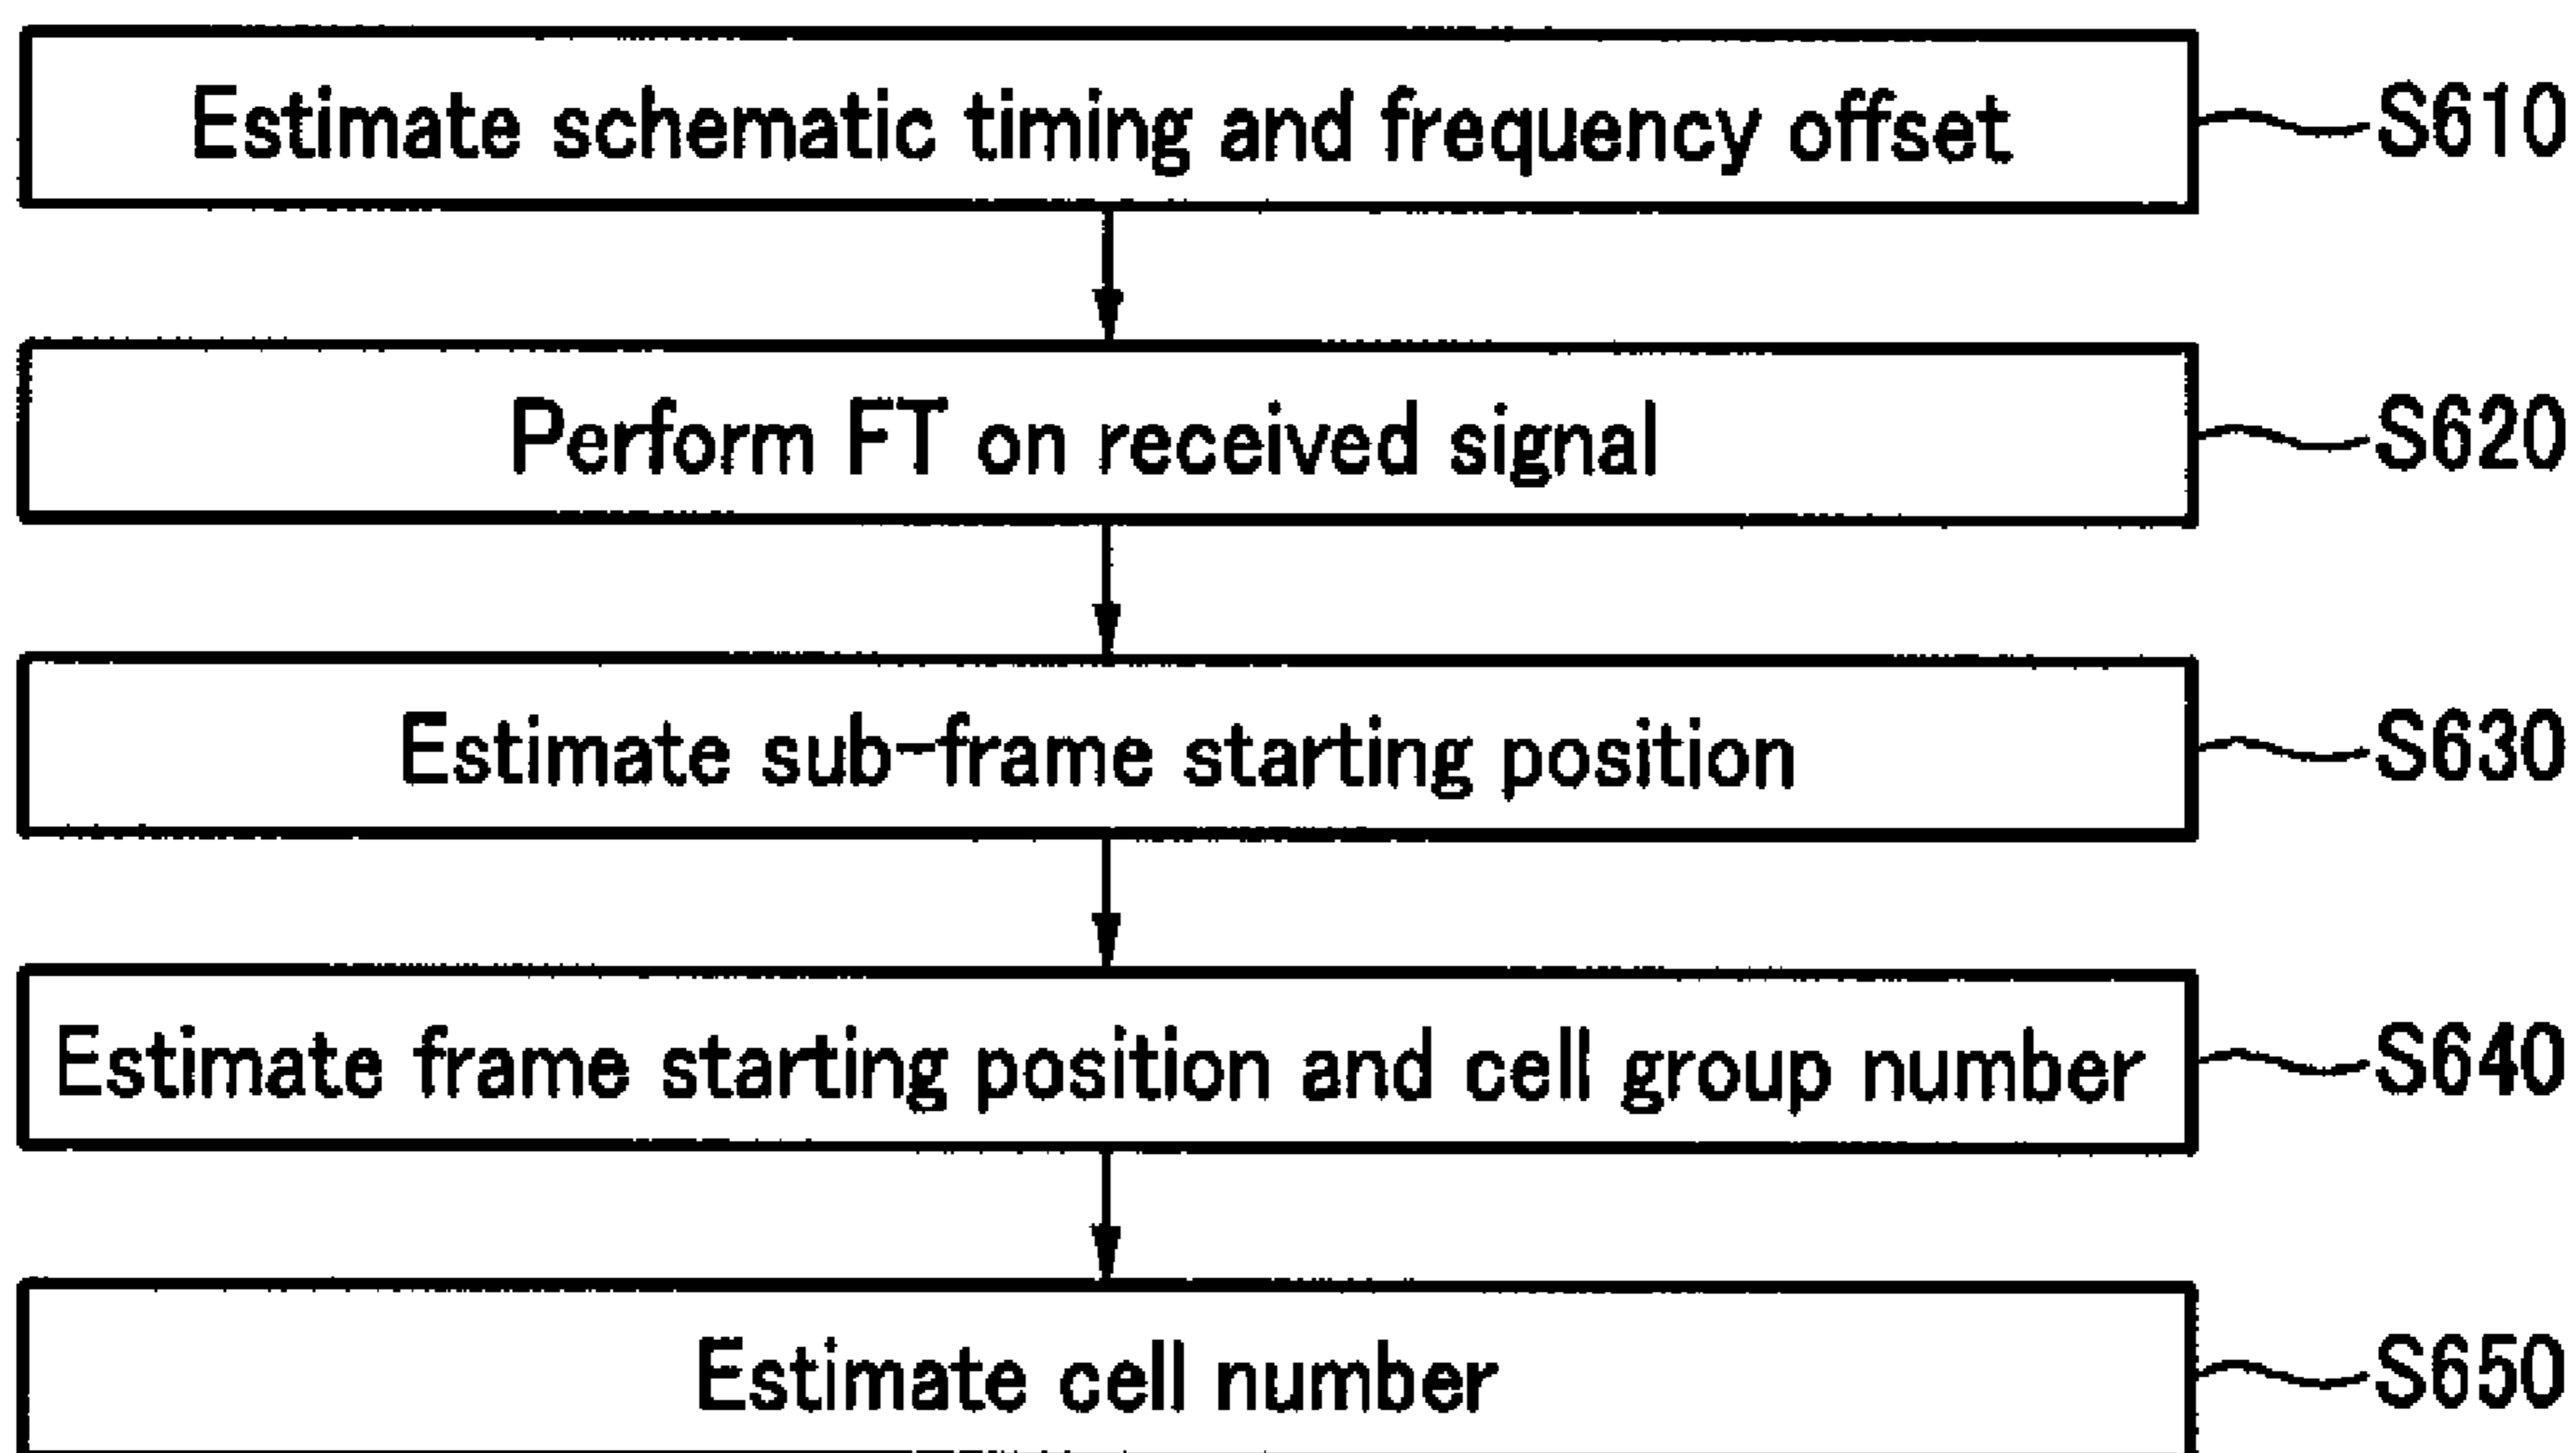 Estimate schematic timing and frequency offset S610
Perform FT on received signal S620
Estimate sub-frame starting position S630
Estimate frame starting position and cell group number S640
Estimate cell number S650